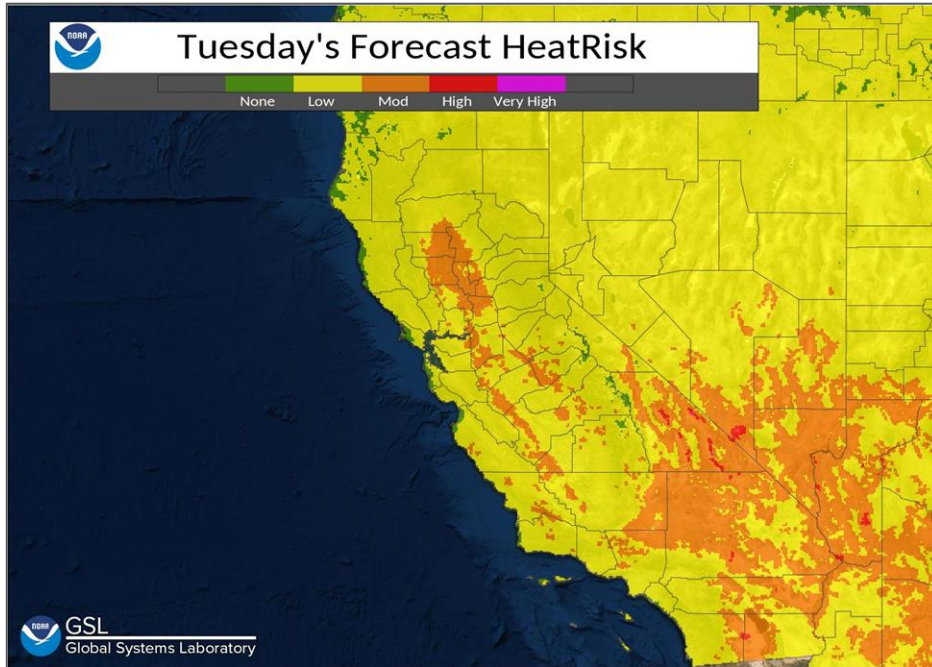 NOAA
Tuesday's Forecast HeatRisk
None Low Mod High Very High
NOAA
GSL
Global Systems Laboratory